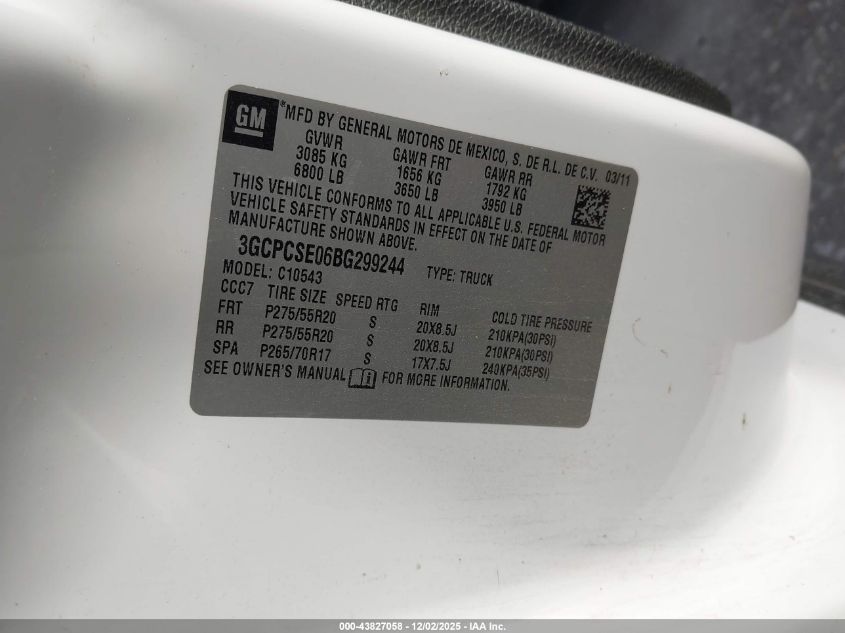 GM
®MFD BY GENERAL MOTORS DE MEXICO, S. DE R.L. DE C.V. 03/11
GVWR GAWR FRT GAWR RR
3085 KG 1656 KG 1792 KG
6800 LB 3650 LB 3950 LB
THIS VEHICLE CONFORMS TO ALL APPLICABLE U.S. FEDERAL MOTOR
VEHICLE SAFETY STANDARDS IN EFFECT ON THE DATE OF
MANUFACTURE SHOWN ABOVE.
3GCPCSE06BG299244 TYPE: TRUCK
MODEL: C10543
CCC7 TIRE SIZE SPEED RTG RIM COLD TIRE PRESSURE
FRT P275/55R20 S 20X8.5J 210KPA(30PSI)
RR P275/55R20 S 20X8.5J 210KPA(30PSI)
SPA P265/70R17 S 17X7.5J 240KPA(35PSI)
SEE OWNER'S MANUAL i FOR MORE INFORMATION.
000-43827058 - 12/02/2025 - IAA Inc.